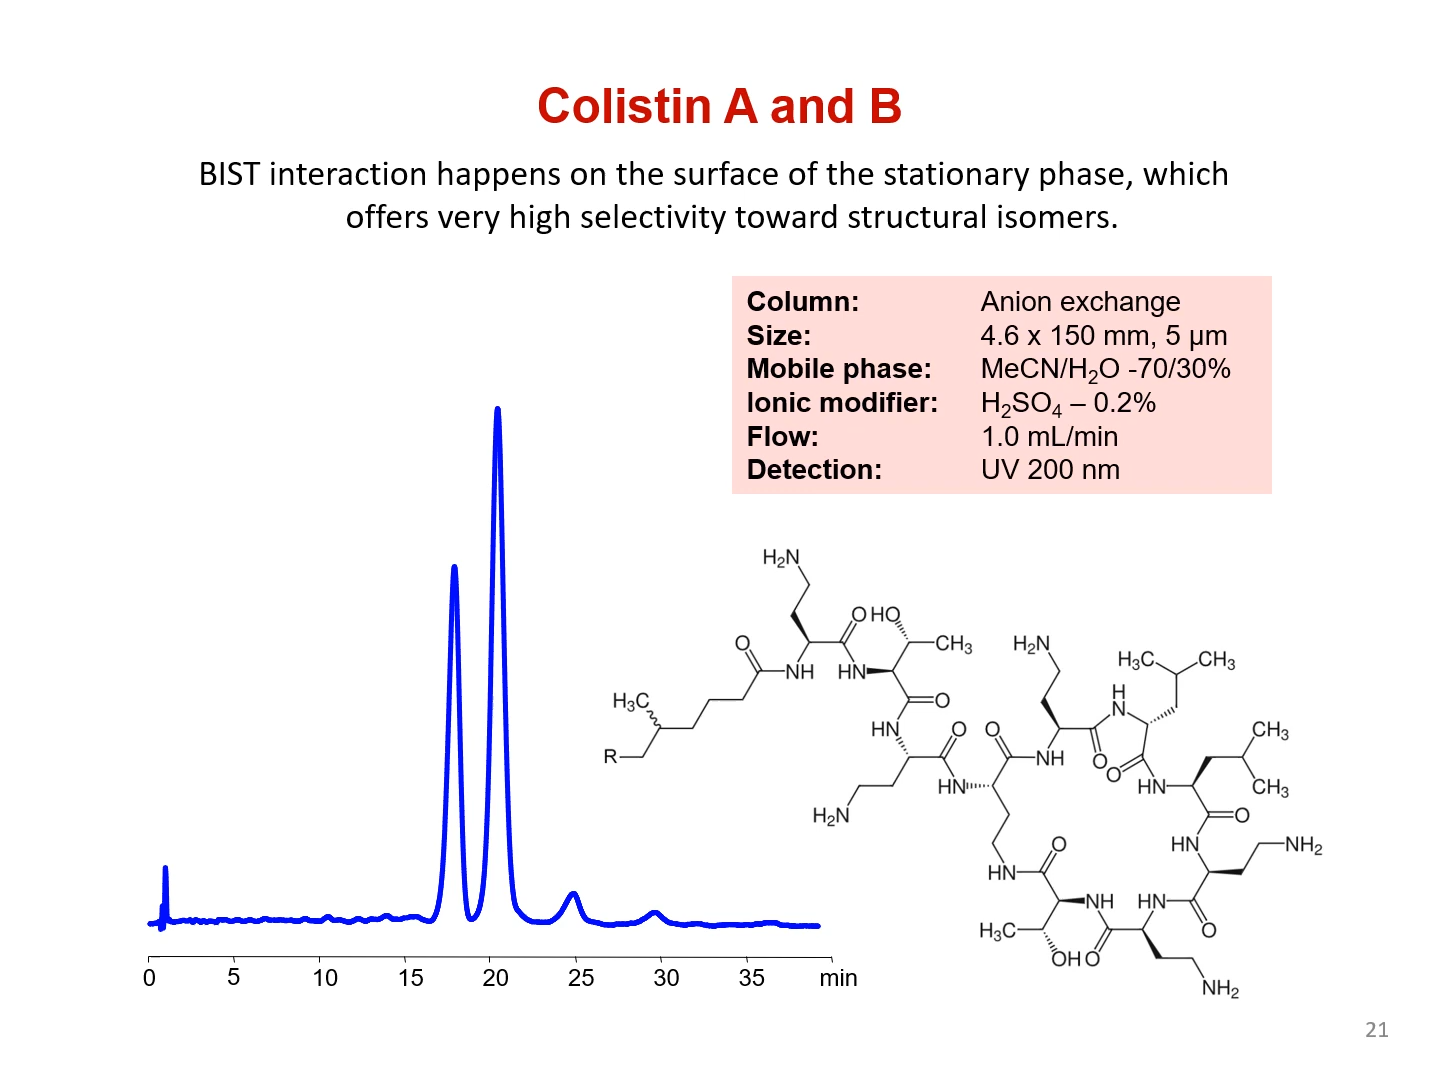 Colistin A and B
BIST interaction happens on the surface of the stationary phase, which
offers very high selectivity toward structural isomers.
Column: Anion exchange
Size: 4.6 x 150 mm, 5 µm
Mobile phase: MeCN/H₂O -70/30%
Ionic modifier: H₂SO₄ – 0.2%
Flow: 1.0 mL/min
Detection: UV 200 nm
H₂N
O HO
O CH₃ H₂N
NH HN H₃C CH₃
H₃C O H
HN O O N CH₃
R NH O O
HN HN CH₃
H₂N O
O HN NH₂
HN
NH HN
H₃C O
OH O
NH₂
0 5 10 15 20 25 30 35 min
21